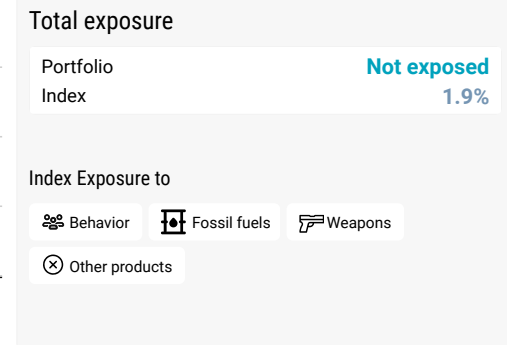 Total exposure
Portfolio Not exposed
Index 1.9%
Index Exposure to
Behavior Fossil fuels Weapons
Other products